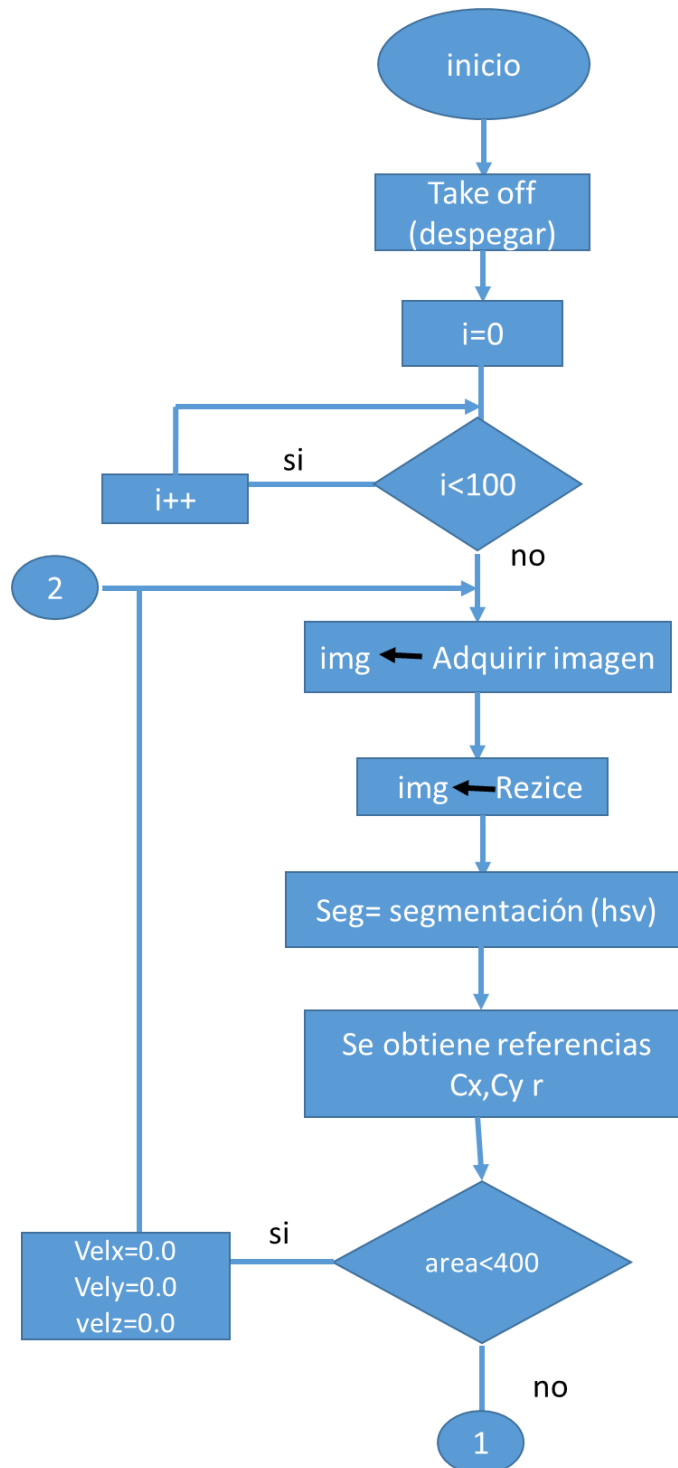 inicio
Take off
(despegar)
i=0
i<100
si
i++
no
2
img Adquirir imagen
img Rezice
Seg= segmentación (hsv)
Se obtiene referencias
Cx,Cy r
area<400
si
Velx=0.0
Vely=0.0
velz=0.0
no
1